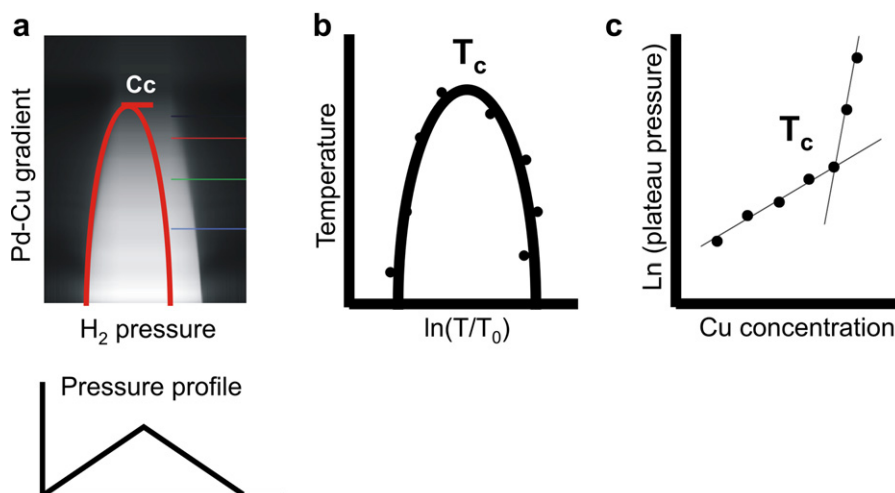 a
Cc
Pd-Cu gradient
H₂ pressure
Pressure profile
b
Tc
Temperature
ln(T/T₀)
c
Tc
Ln (plateau pressure)
Cu concentration